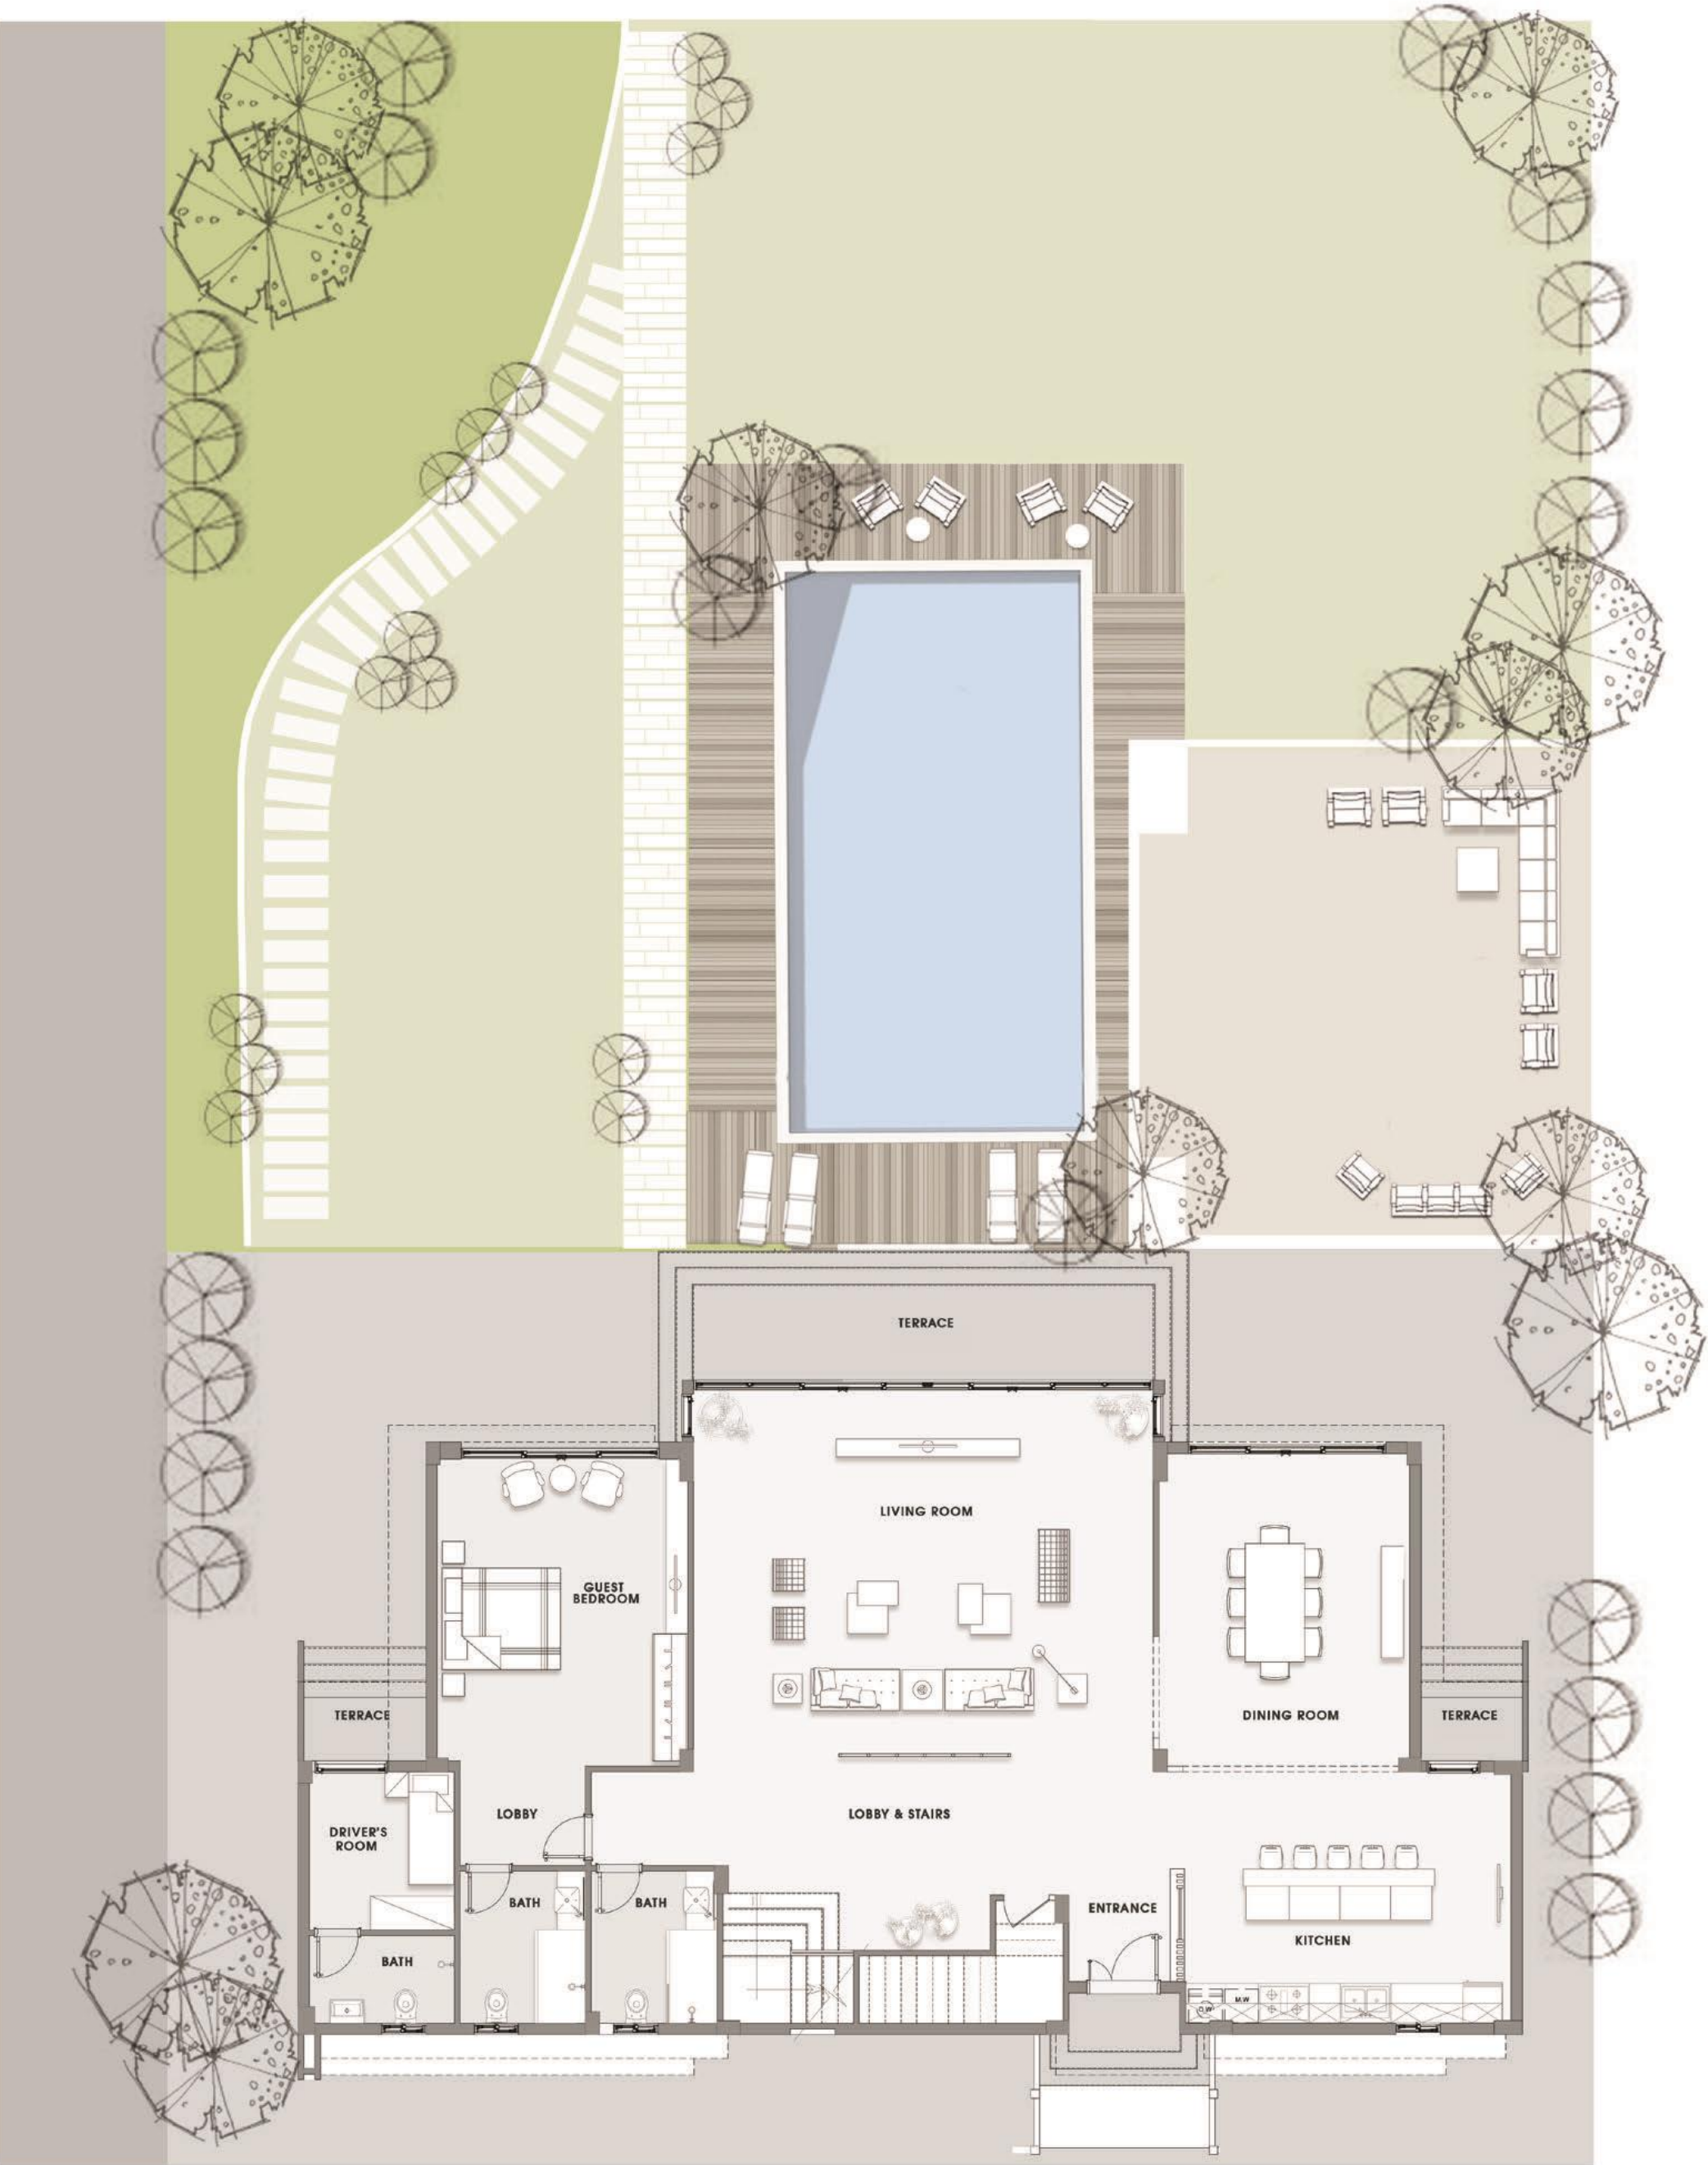 TERRACE
LIVING ROOM
GUEST
BEDROOM
TERRACE
DINING ROOM
TERRACE
LOBBY
LOBBY & STAIRS
DRIVER'S
ROOM
BATH
BATH
ENTRANCE
KITCHEN
BATH
M.W
D.W